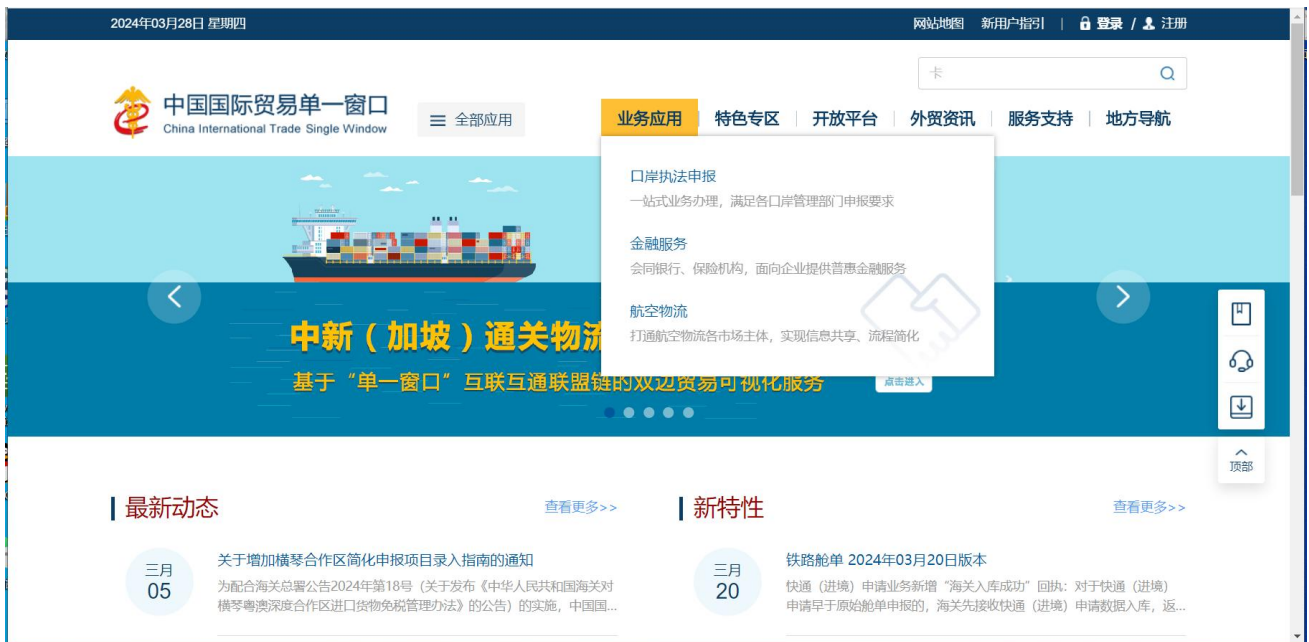 2024年03月28日 星期四
网站地图 新用户指引 | 登录 / 注册
卡
中国国际贸易单一窗口
China International Trade Single Window
全部应用
业务应用 特色专区 开放平台 外贸资讯 服务支持 地方导航
口岸执法申报
一站式业务办理，满足各口岸管理部门申报要求
金融服务
会同银行、保险机构，面向企业提供普惠金融服务
航空物流
打通航空物流各市场主体，实现信息共享、流程简化
中新（加坡）通关物流
基于“单一窗口”互联互通联盟链的双边贸易可视化服务
点击进入
顶部
最新动态
查看更多>>
三月
05
关于增加横琴合作区简化申报项目录入指南的通知
为配合海关总署公告2024年第18号（关于发布《中华人民共和国海关对
横琴粤澳深度合作区进口货物免税管理办法》的公告）的实施，中国国...
新特性
查看更多>>
三月
20
铁路舱单 2024年03月20日版本
快通（进境）申请业务新增“海关入库成功”回执：对于快通（进境）
申请早于原始舱单申报的，海关先接收快通（进境）申请数据入库，返...